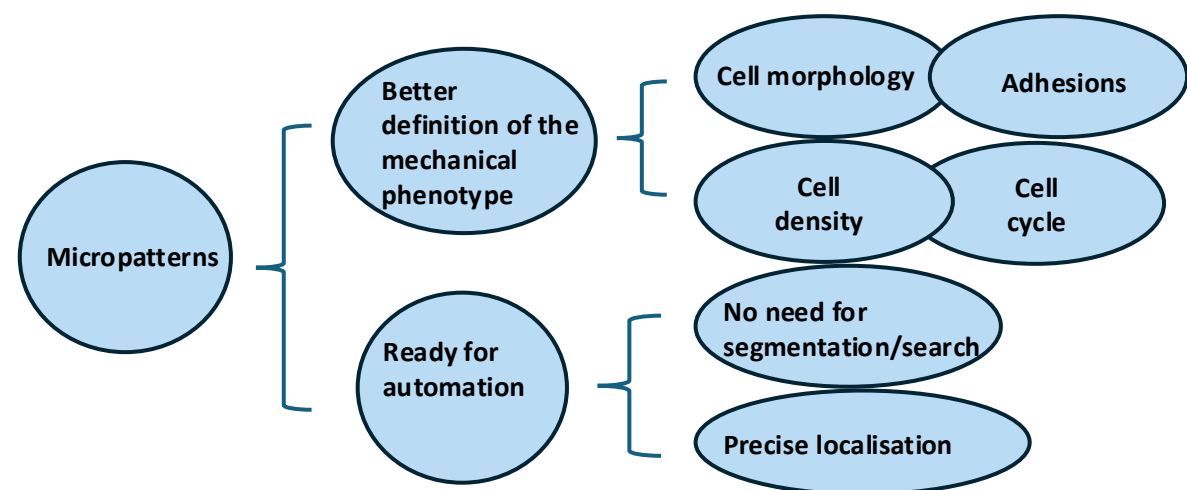 Micropatterns
Better
definition of the
mechanical
phenotype
Cell morphology
Adhesions
Cell
density
Cell
cycle
Ready for
automation
No need for
segmentation/search
Precise localisation